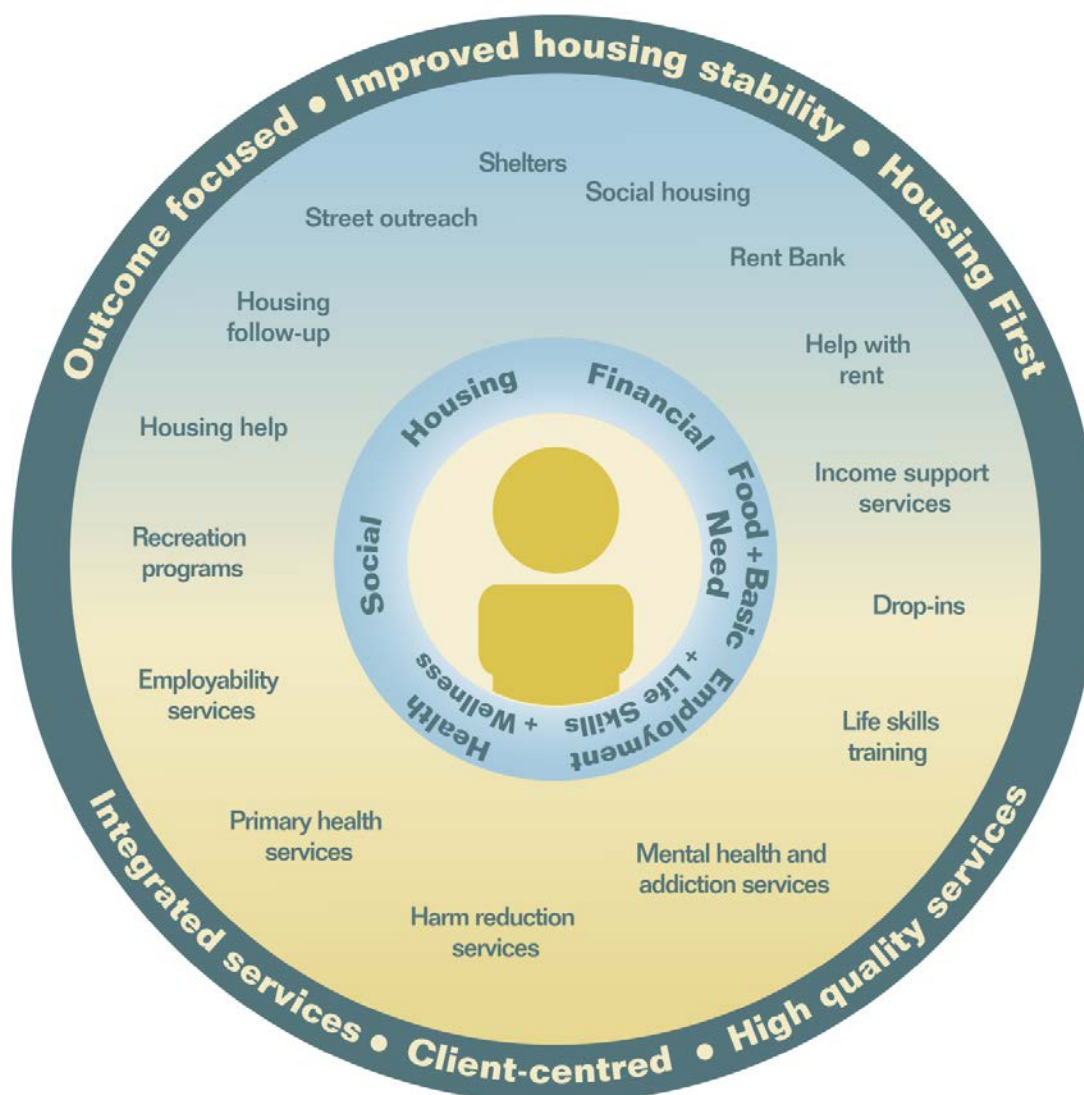 Outcome focused • Improved housing stability • Housing First
Shelters
Social housing
Street outreach
Rent Bank
Housing
follow-up
Help with
rent
Housing help
Income support
services
Recreation
programs
Drop-ins
Employability
services
Life skills
training
Primary health
services
Mental health and
addiction services
Harm reduction
services
Housing
Financial
Food + Basic
Need
Employment
+ Life Skills
Health
+ Wellness
Social
Integrated services • Client-centred • High quality services